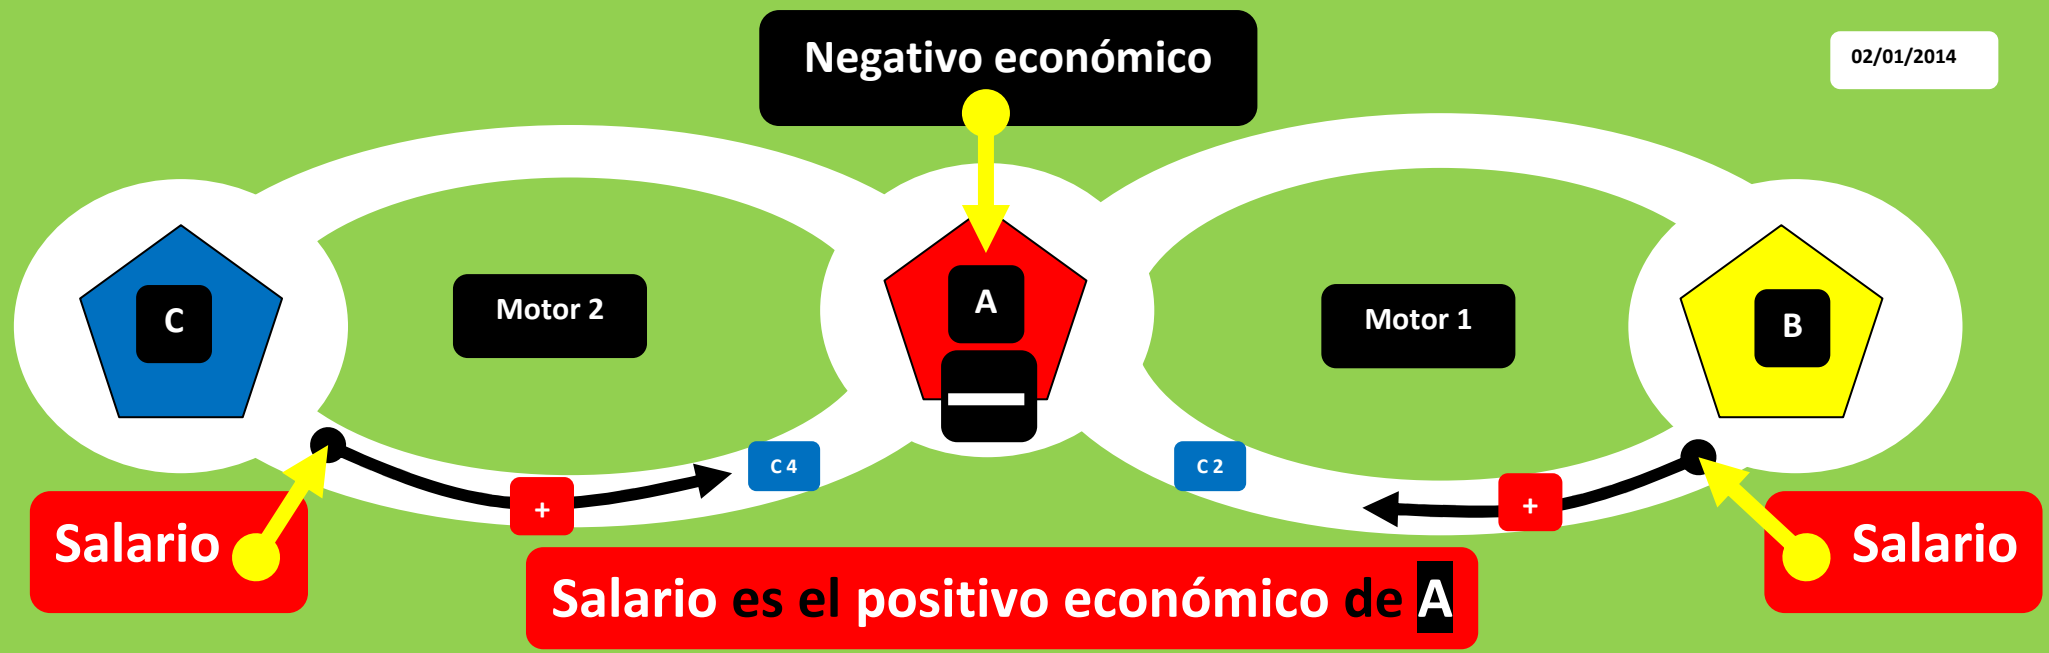 Negativo económico
02/01/2014
C
Motor 2
A
Motor 1
B
C 4
C 2
+
+
Salario
Salario
Salario es el positivo económico de A